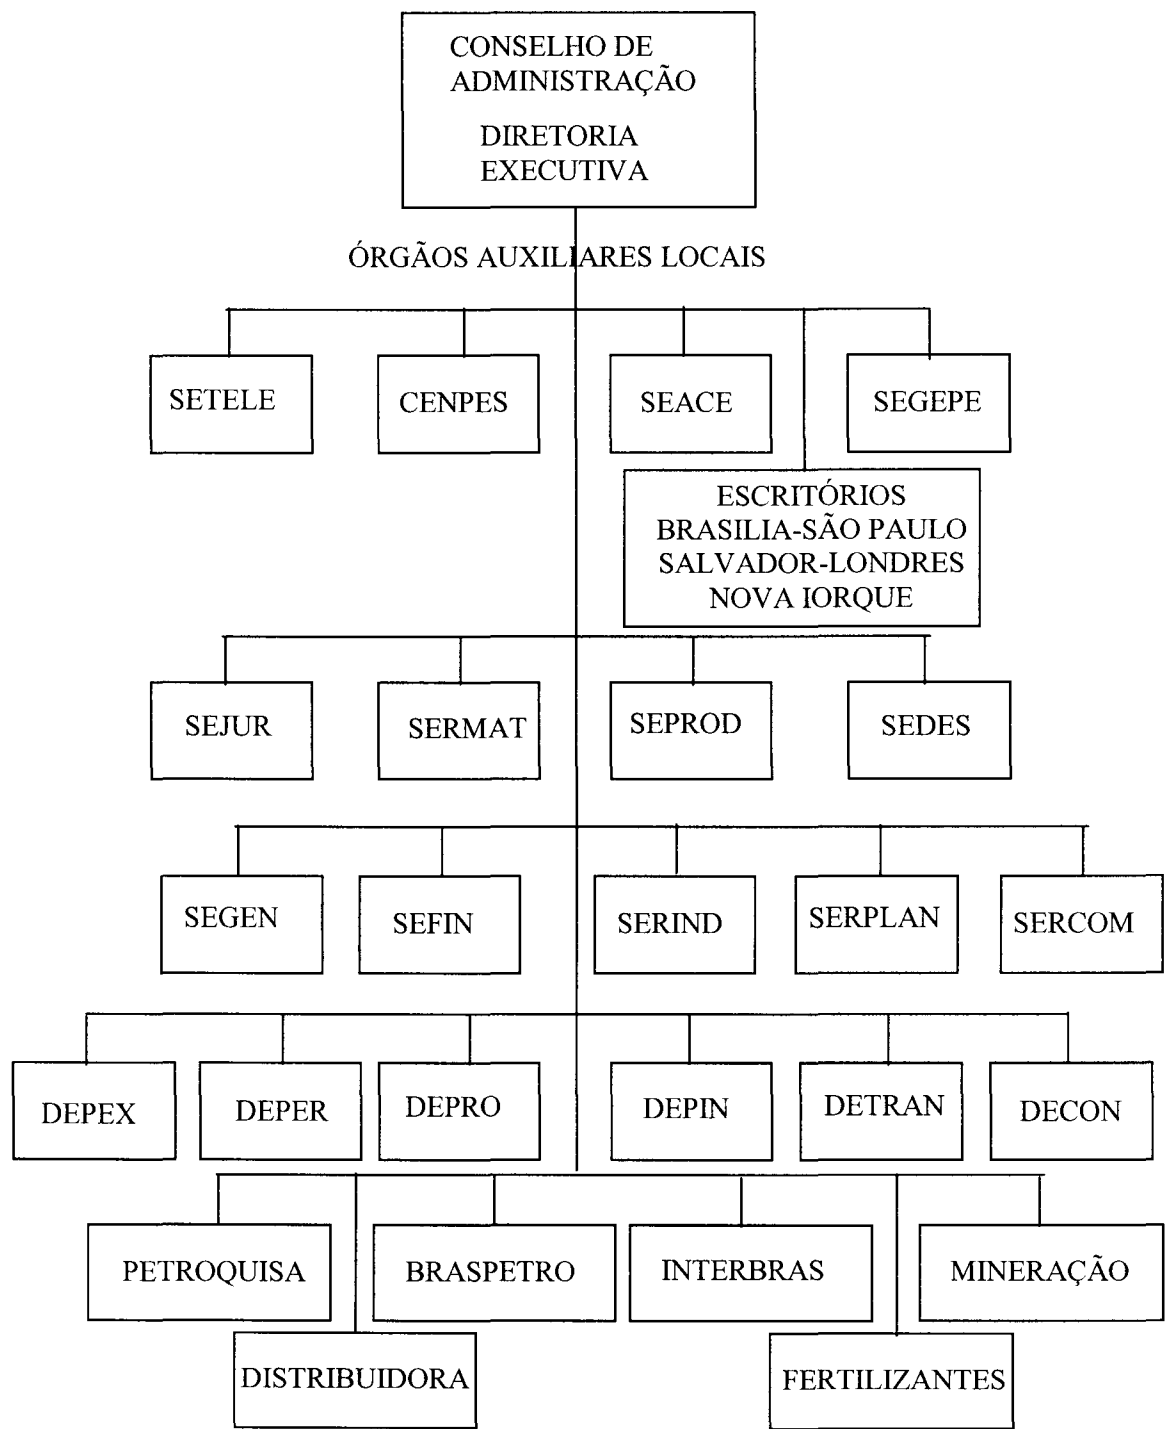 CONSELHO DE
ADMINISTRAÇÃO
DIRETORIA
EXECUTIVA
ÓRGÃOS AUXILIARES LOCAIS
SETELE
CENPES
SEACE
SEGEPE
ESCRITÓRIOS
BRASILIA-SÃO PAULO
SALVADOR-LONDRES
NOVA IORQUE
SEJUR
SERMAT
SEPROD
SEDES
SEGEN
SEFIN
SERIND
SERPLAN
SERCOM
DEPEX
DEPER
DEPRO
DEPIN
DETRAN
DECON
PETROQUISA
BRASPETRO
INTERBRAS
MINERAÇÃO
DISTRIBUIDORA
FERTILIZANTES